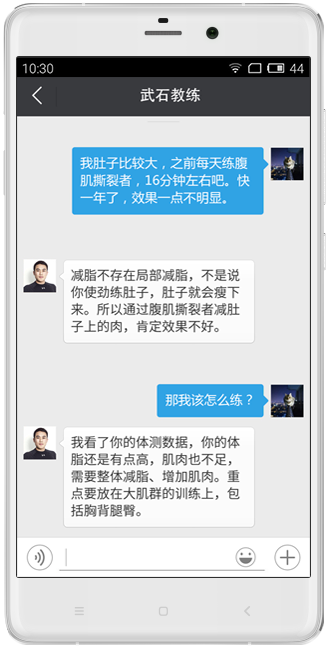 10:30
44
武石教练
我肚子比较大，之前每天练腹
肌撕裂者，16分钟左右吧。快
一年了，效果一点不明显。
减脂不存在局部减脂，不是说
你使劲练肚子，肚子就会瘦下
来。所以通过腹肌撕裂者减肚
子上的肉，肯定效果不好。
那我该怎么练？
我看了你的体测数据，你的体
脂还是有点高，肌肉也不足，
需要整体减脂、增加肌肉。重
点要放在大肌群的训练上，包
括胸背腿臀。